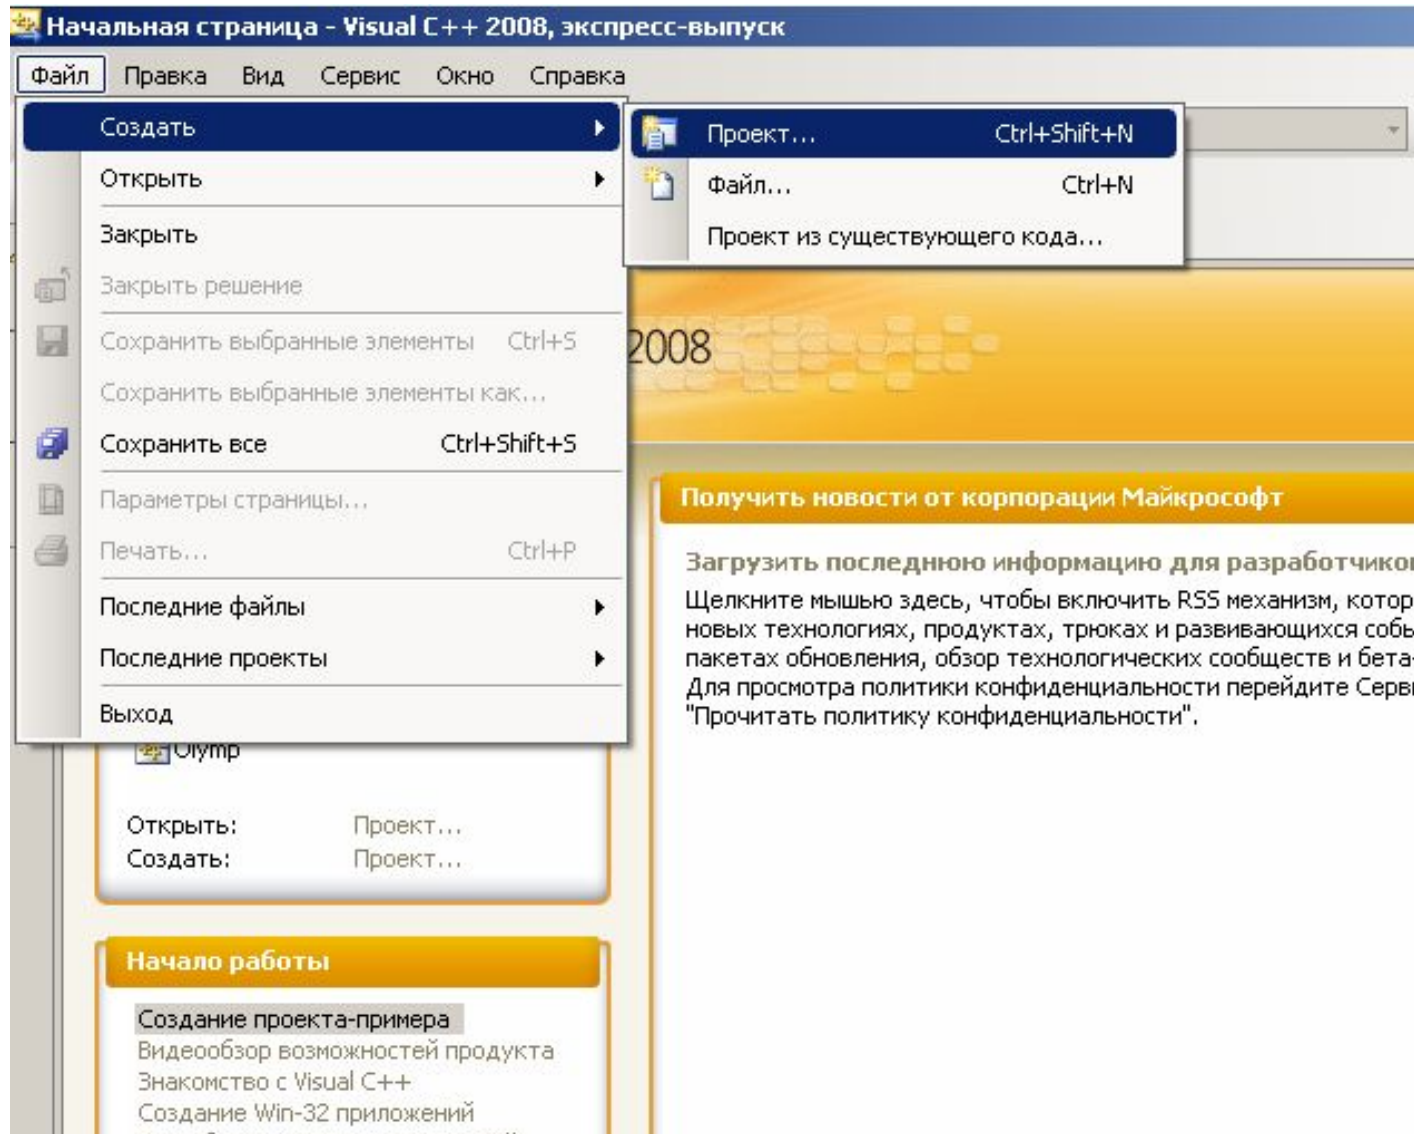 Начальная страница - Visual C++ 2008, экспресс-выпуск
Файл Правка Вид Сервис Окно Справка
Создать
Проект... Ctrl+Shift+N
Открыть
Файл... Ctrl+N
Закрыть
Проект из существующего кода...
Закрыть решение
Сохранить выбранные элементы Ctrl+S
2008
Сохранить выбранные элементы как...
Сохранить все Ctrl+Shift+S
Параметры страницы...
Печать... Ctrl+P
Последние файлы
Последние проекты
Выход
Получить новости от корпорации Майкрософт
Загрузить последнюю информацию для
Щелкните мышью здесь, чтобы включить RSS механизм,
новых технологиях, продуктах, трюках и развивающихся
пакетах обновления, обзор технологических сообществ и бета-
Для просмотра политики конфиденциальности перейдите
"Прочитать политику конфиденциальности".
Olymp
Открыть: Проект...
Создать: Проект...
Начало работы
Создание проекта-примера
Видеообзор возможностей продукта
Знакомство с Visual C++
Создание Win-32 приложений